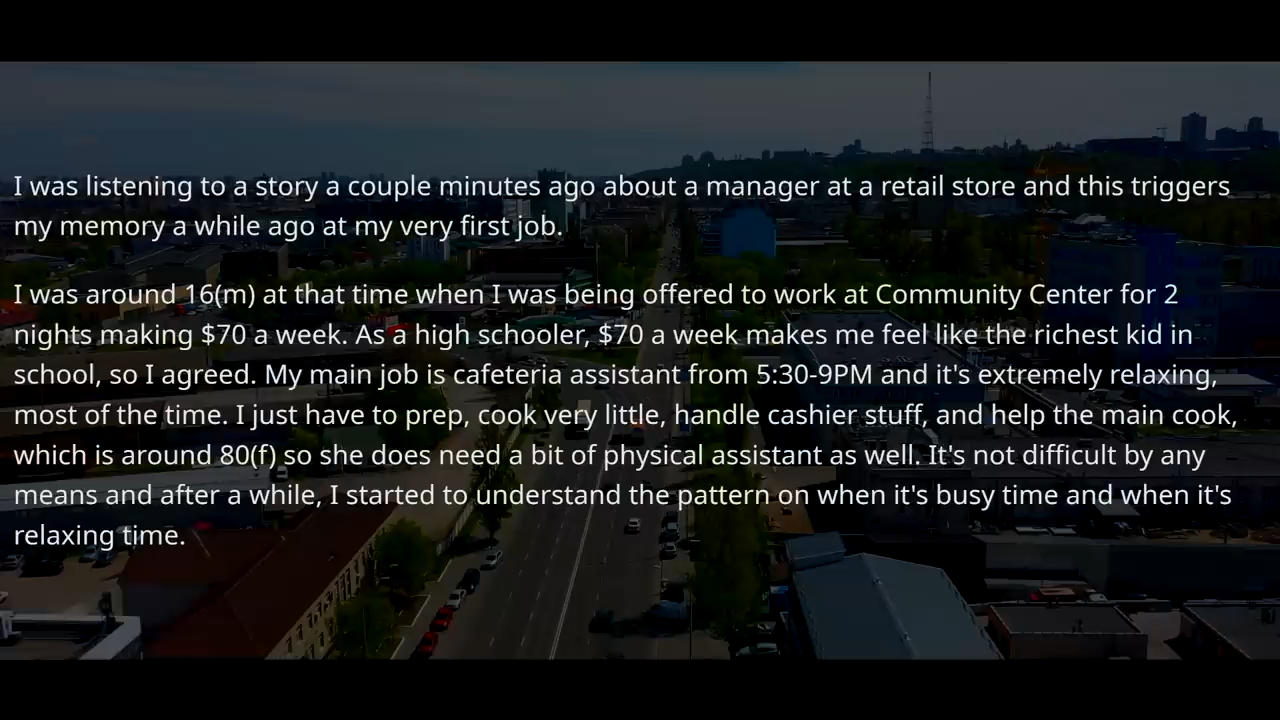 I was listening to a story a couple minutes ago about a manager at a retail store and this triggers
my memory a while ago at my very first job.
I was around 16(m) at that time when I was being offered to work at Community Center for 2
nights making $70 a week. As a high schooler, $70 a week makes me feel like the richest kid in
school, so I agreed. My main job is cafeteria assistant from 5:30-9PM and it's extremely relaxing,
most of the time. I just have to prep, cook very little, handle cashier stuff, and help the main cook,
which is around 80(f) so she does need a bit of physical assistant as well. It's not difficult by any
means and after a while, I started to understand the pattern on when it's busy time and when it's
relaxing time.